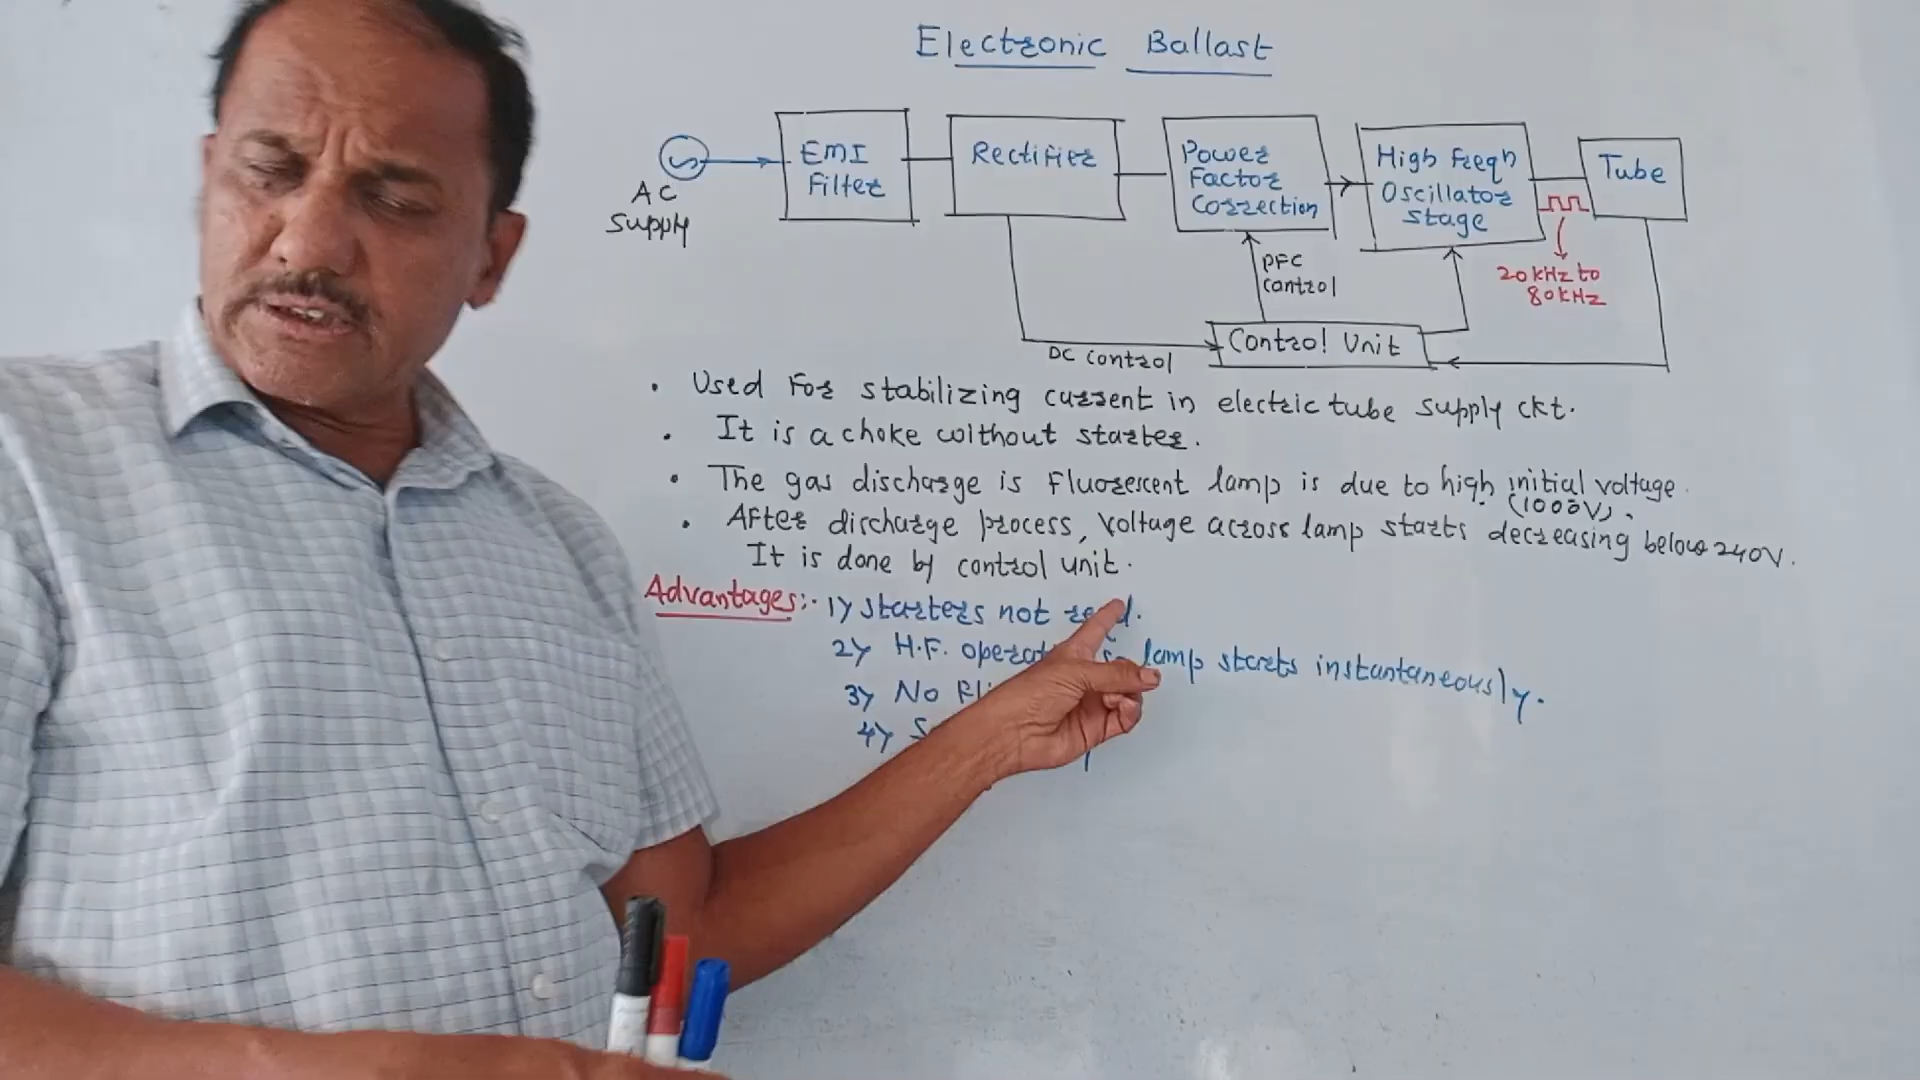 Electronic Ballast
AC
supply
EMI
Filter
Rectifier
Power
Factor
Correction
High Freqn
Oscillator
stage
Tube
20kHz to
80kHz
PFC
control
Control Unit
DC control
• Used For stabilizing current in electric tube supply ckt.
• It is a choke without starter.
• The gas discharge is Fluorescent lamp is due to high initial voltage.
(1000V).
• After discharge process, voltage across lamp starts decreasing below 240V.
It is done by control unit.
Advantages:- 1) starters not
2) H.F. lamp starts instantaneously.
3) No
4)